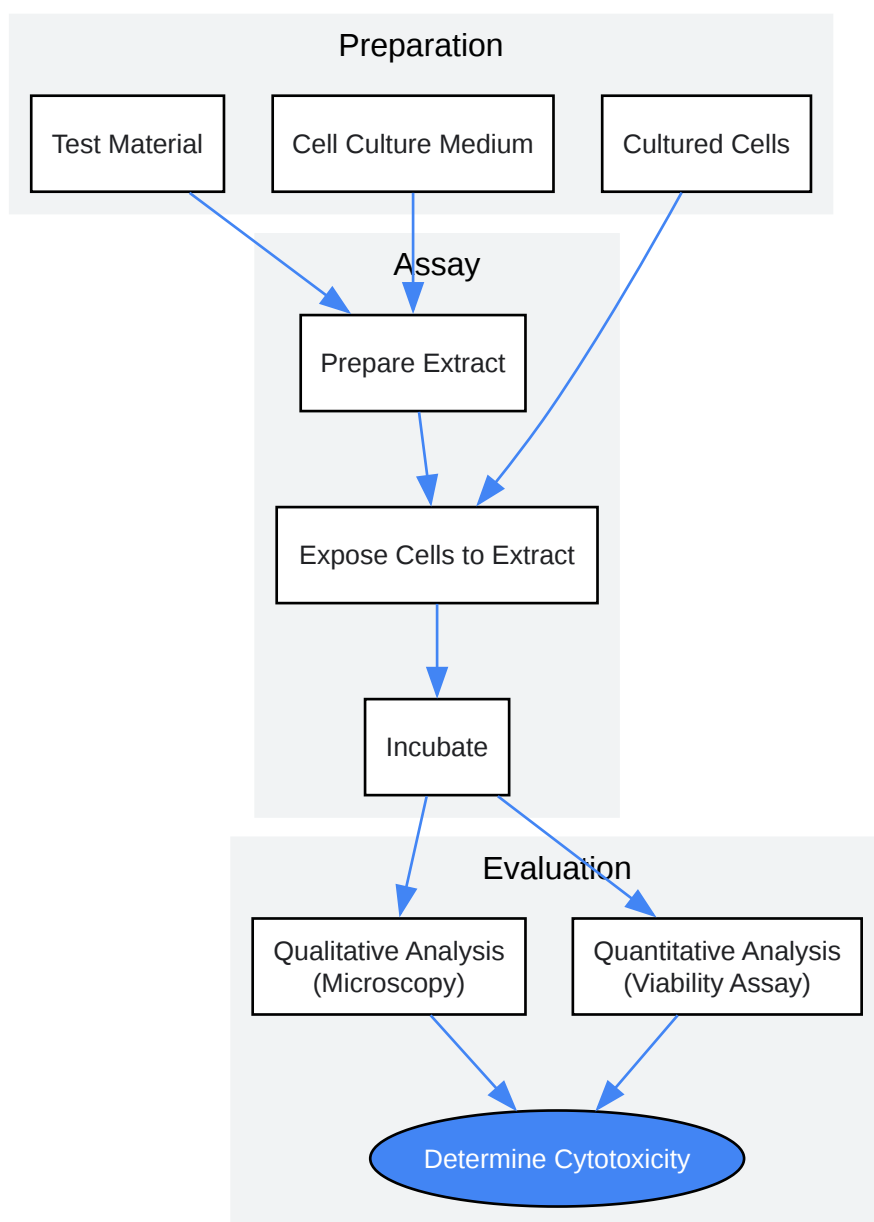 Preparation
Test Material
Cell Culture Medium
Cultured Cells
Assay
Prepare Extract
Expose Cells to Extract
Incubate
Evaluation
Qualitative Analysis
(Microscopy)
Quantitative Analysis
(Viability Assay)
Determine Cytotoxicity